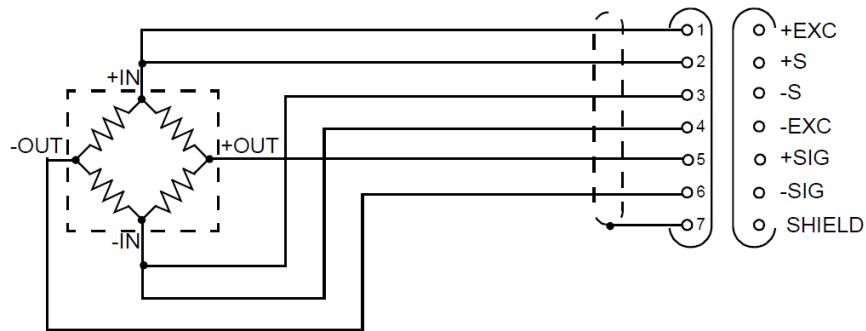 1 +EXC
2 +S
+IN
3 -S
4 -EXC
-OUT +OUT 5 +SIG
6 -SIG
7 SHIELD
-IN